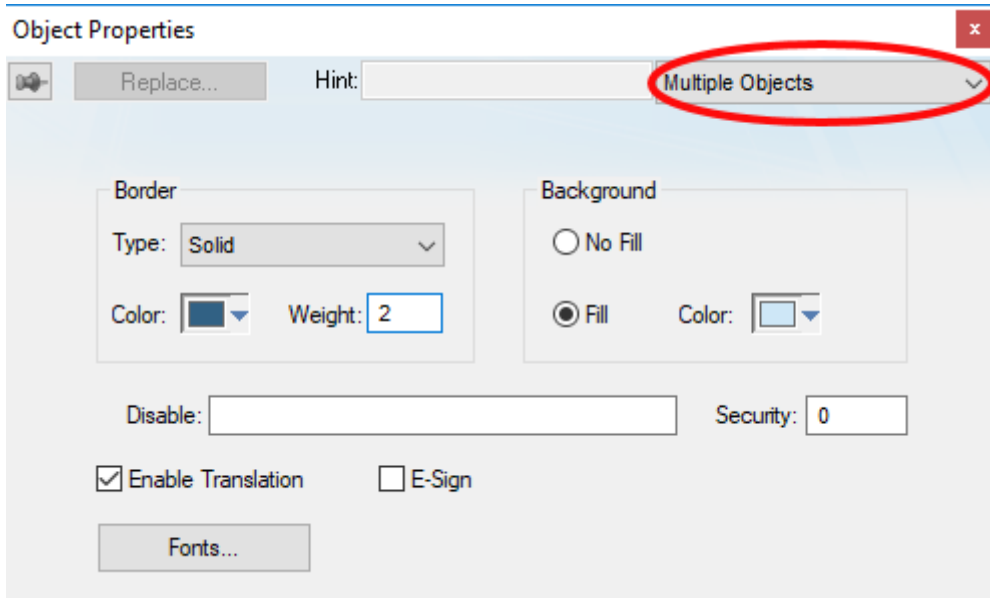 Object Properties
x
Replace... Hint: Multiple Objects
Border Background
Type: Solid No Fill
Color: Weight: 2 Fill Color:
Disable: Security: 0
Enable Translation E-Sign
Fonts...